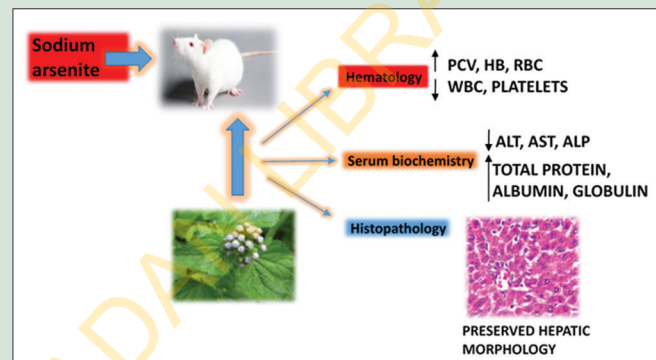 Sodium
arsenite
Hematology
PCV, HB, RBC
WBC, PLATELETS
Serum biochemistry
ALT, AST, ALP
TOTAL PROTEIN,
ALBUMIN, GLOBULIN
Histopathology
PRESERVED HEPATIC
MORPHOLOGY